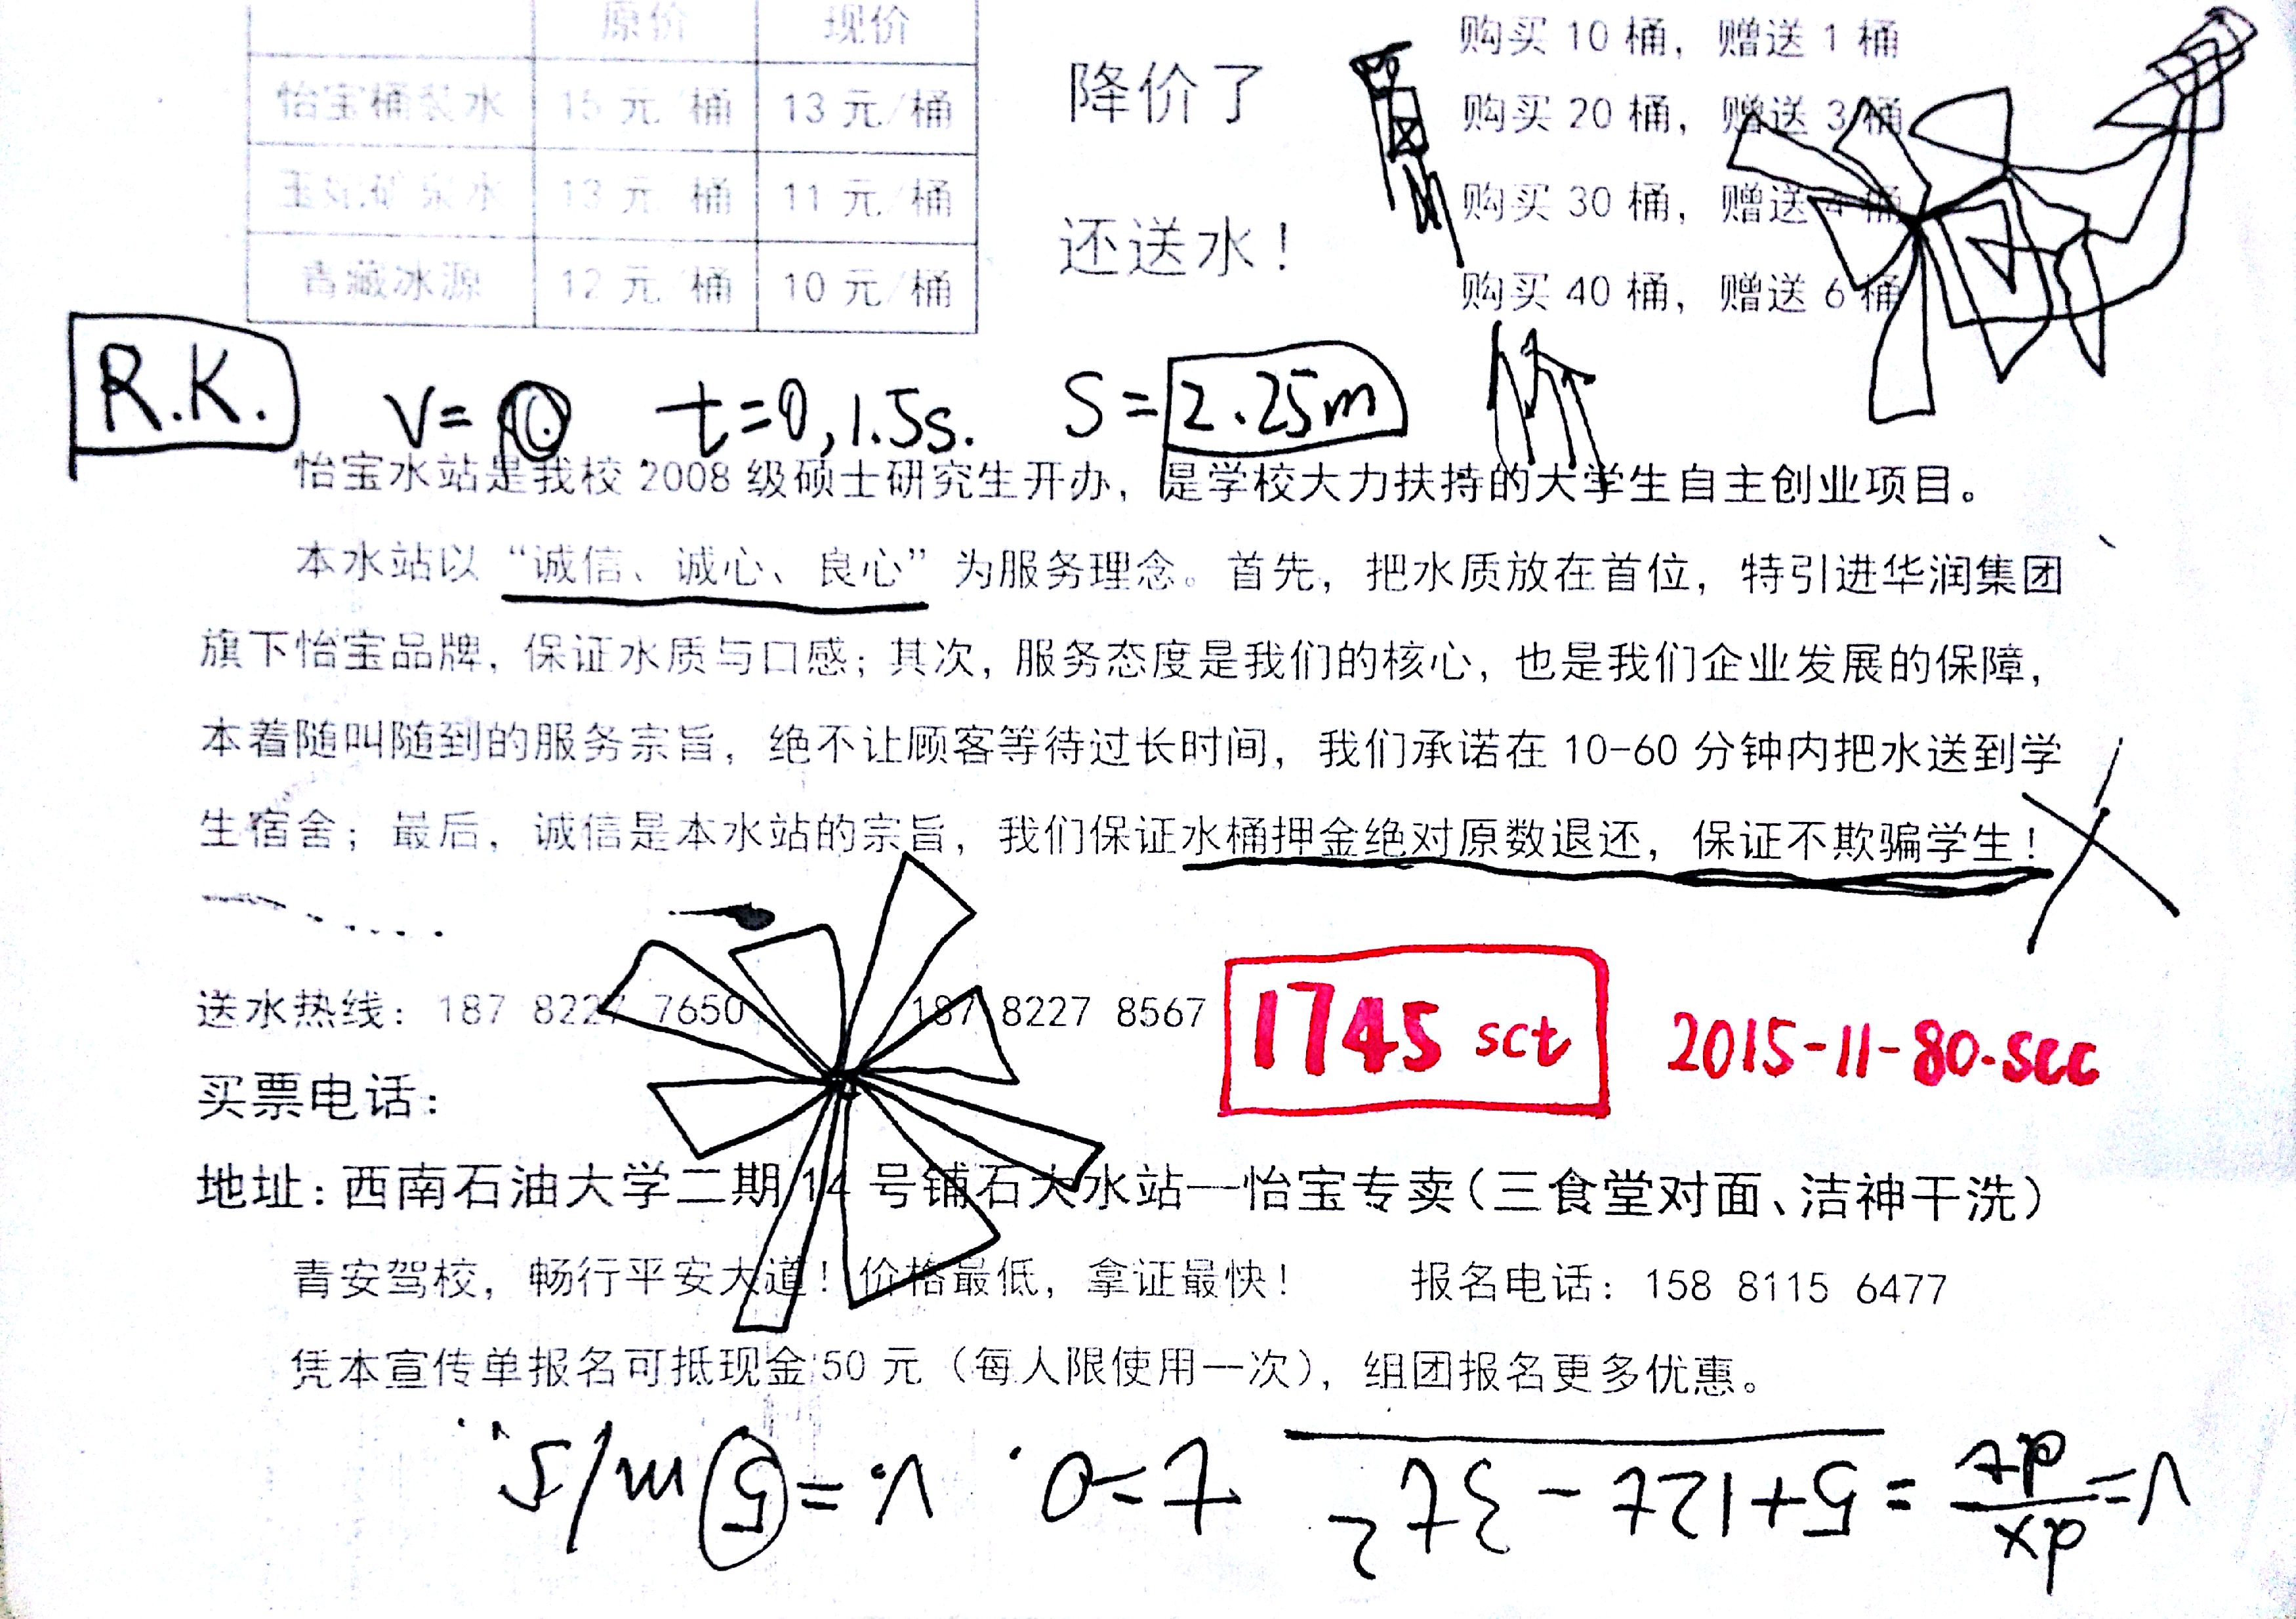 原价 现价
怡宝桶装水 15 元/桶 13 元/桶
13 元/桶 11 元/桶
青藏冰源 12 元/桶 10 元/桶
降价了
还送水！
购买 10 桶，赠送 1 桶
购买 20 桶，赠送 3 桶
购买 30 桶，赠送 4 桶
购买 40 桶，赠送 6 桶
R.K. V= t=0,1.5s. S=2.25m
怡宝水站是我校 2008 级硕士研究生开办，是学校大力扶持的大学生自主创业项目。
本水站以“诚信、诚心、良心”为服务理念。首先，把水质放在首位，特引进华润集团
旗下怡宝品牌，保证水质与口感；其次，服务态度是我们的核心，也是我们企业发展的保障，
本着随叫随到的服务宗旨，绝不让顾客等待过长时间，我们承诺在 10-60 分钟内把水送到学
生宿舍；最后，诚信是本水站的宗旨，我们保证水桶押金绝对原数退还，保证不欺骗学生！
送水热线：187 8227 7650 187 8227 8567
1745 sct 2015-11-80.scc
买票电话：
地址：西南石油大学二期 14 号铺石大水站—怡宝专卖（三食堂对面、洁神干洗）
青安驾校，畅行平安大道！价格最低，拿证最快！ 报名电话：158 8115 6477
凭本宣传单报名可抵现金 50 元（每人限使用一次），组团报名更多优惠。
V=dx/dt=5+12t-3t² t=0. V₀=5m/s.